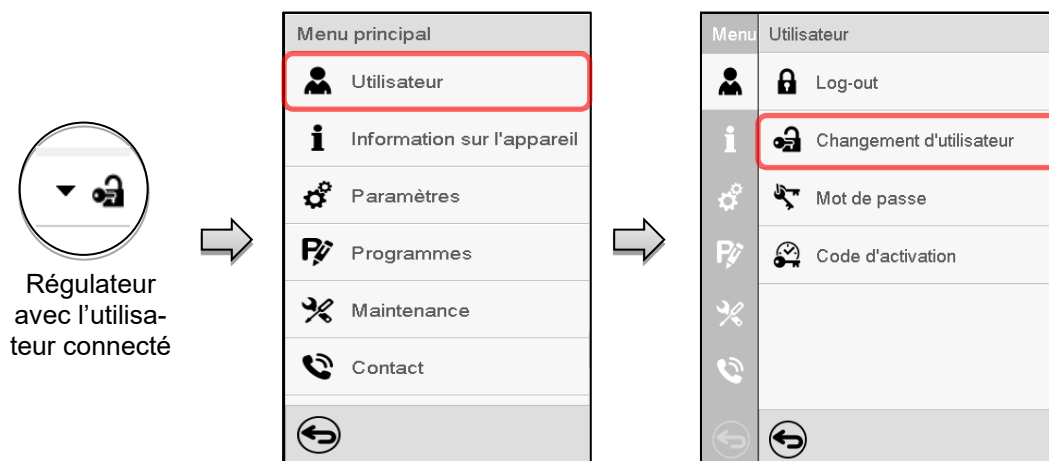 Régulateur
avec l'utilisa-
teur connecté
Menu principal
Utilisateur
Information sur l'appareil
Paramètres
Programmes
Maintenance
Contact
Menu
Utilisateur
Log-out
Changement d'utilisateur
Mot de passe
Code d'activation